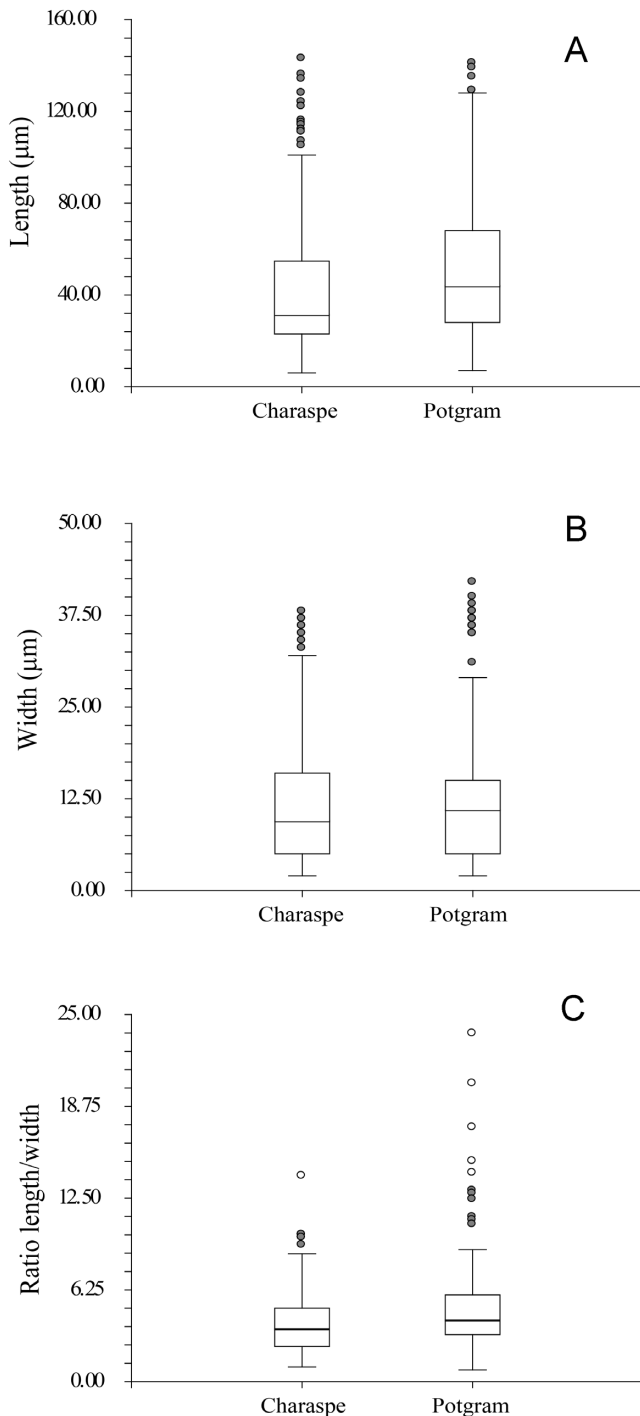 A
160.00
120.00
80.00
40.00
0.00
Length (µm)
Charaspe Potgram
B
50.00
37.50
25.00
12.50
0.00
Width (µm)
Charaspe Potgram
C
25.00
18.75
12.50
6.25
0.00
Ratio length/width
Charaspe Potgram